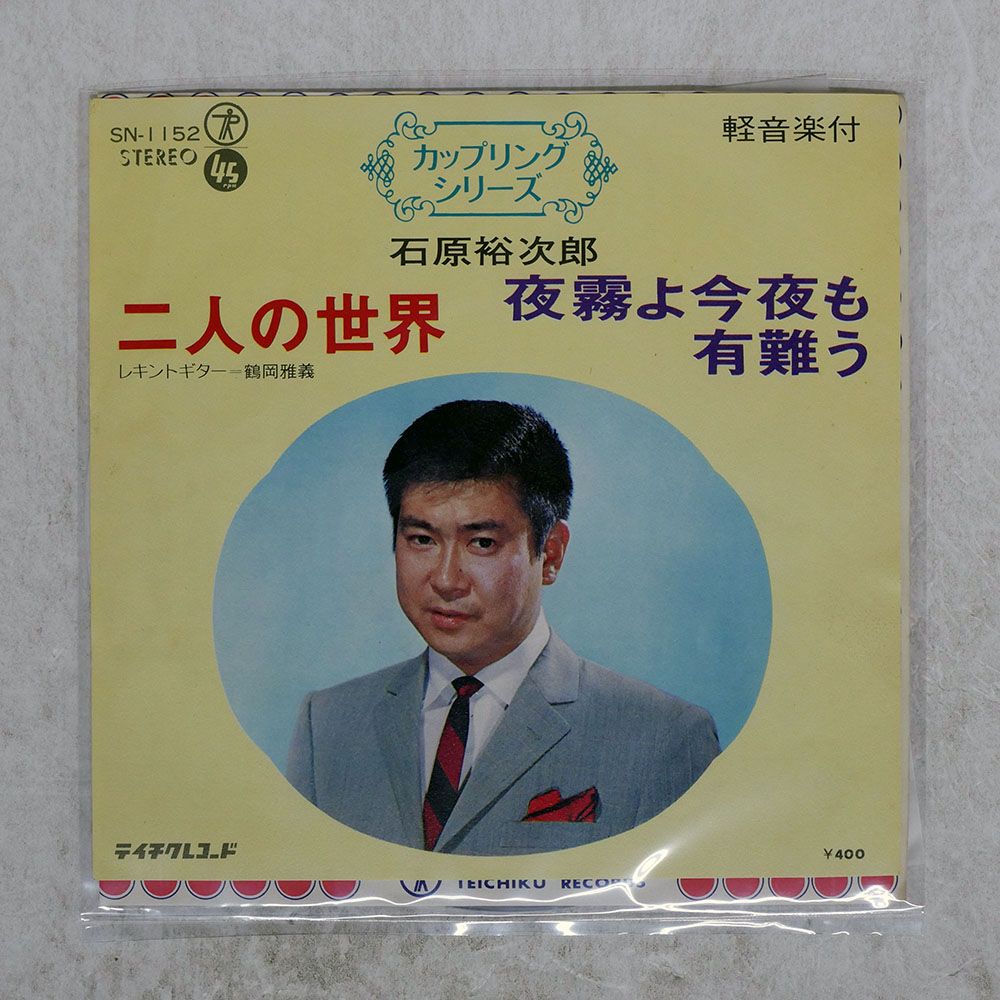 SN-1152
STEREO
45
rpm
カップリング
シリーズ
軽音楽付
石原裕次郎
二人の世界
レキントギター=鶴岡雅義
夜霧よ今夜も
有難う
テイチクレコード
¥400
TEICHIKU RECORDS